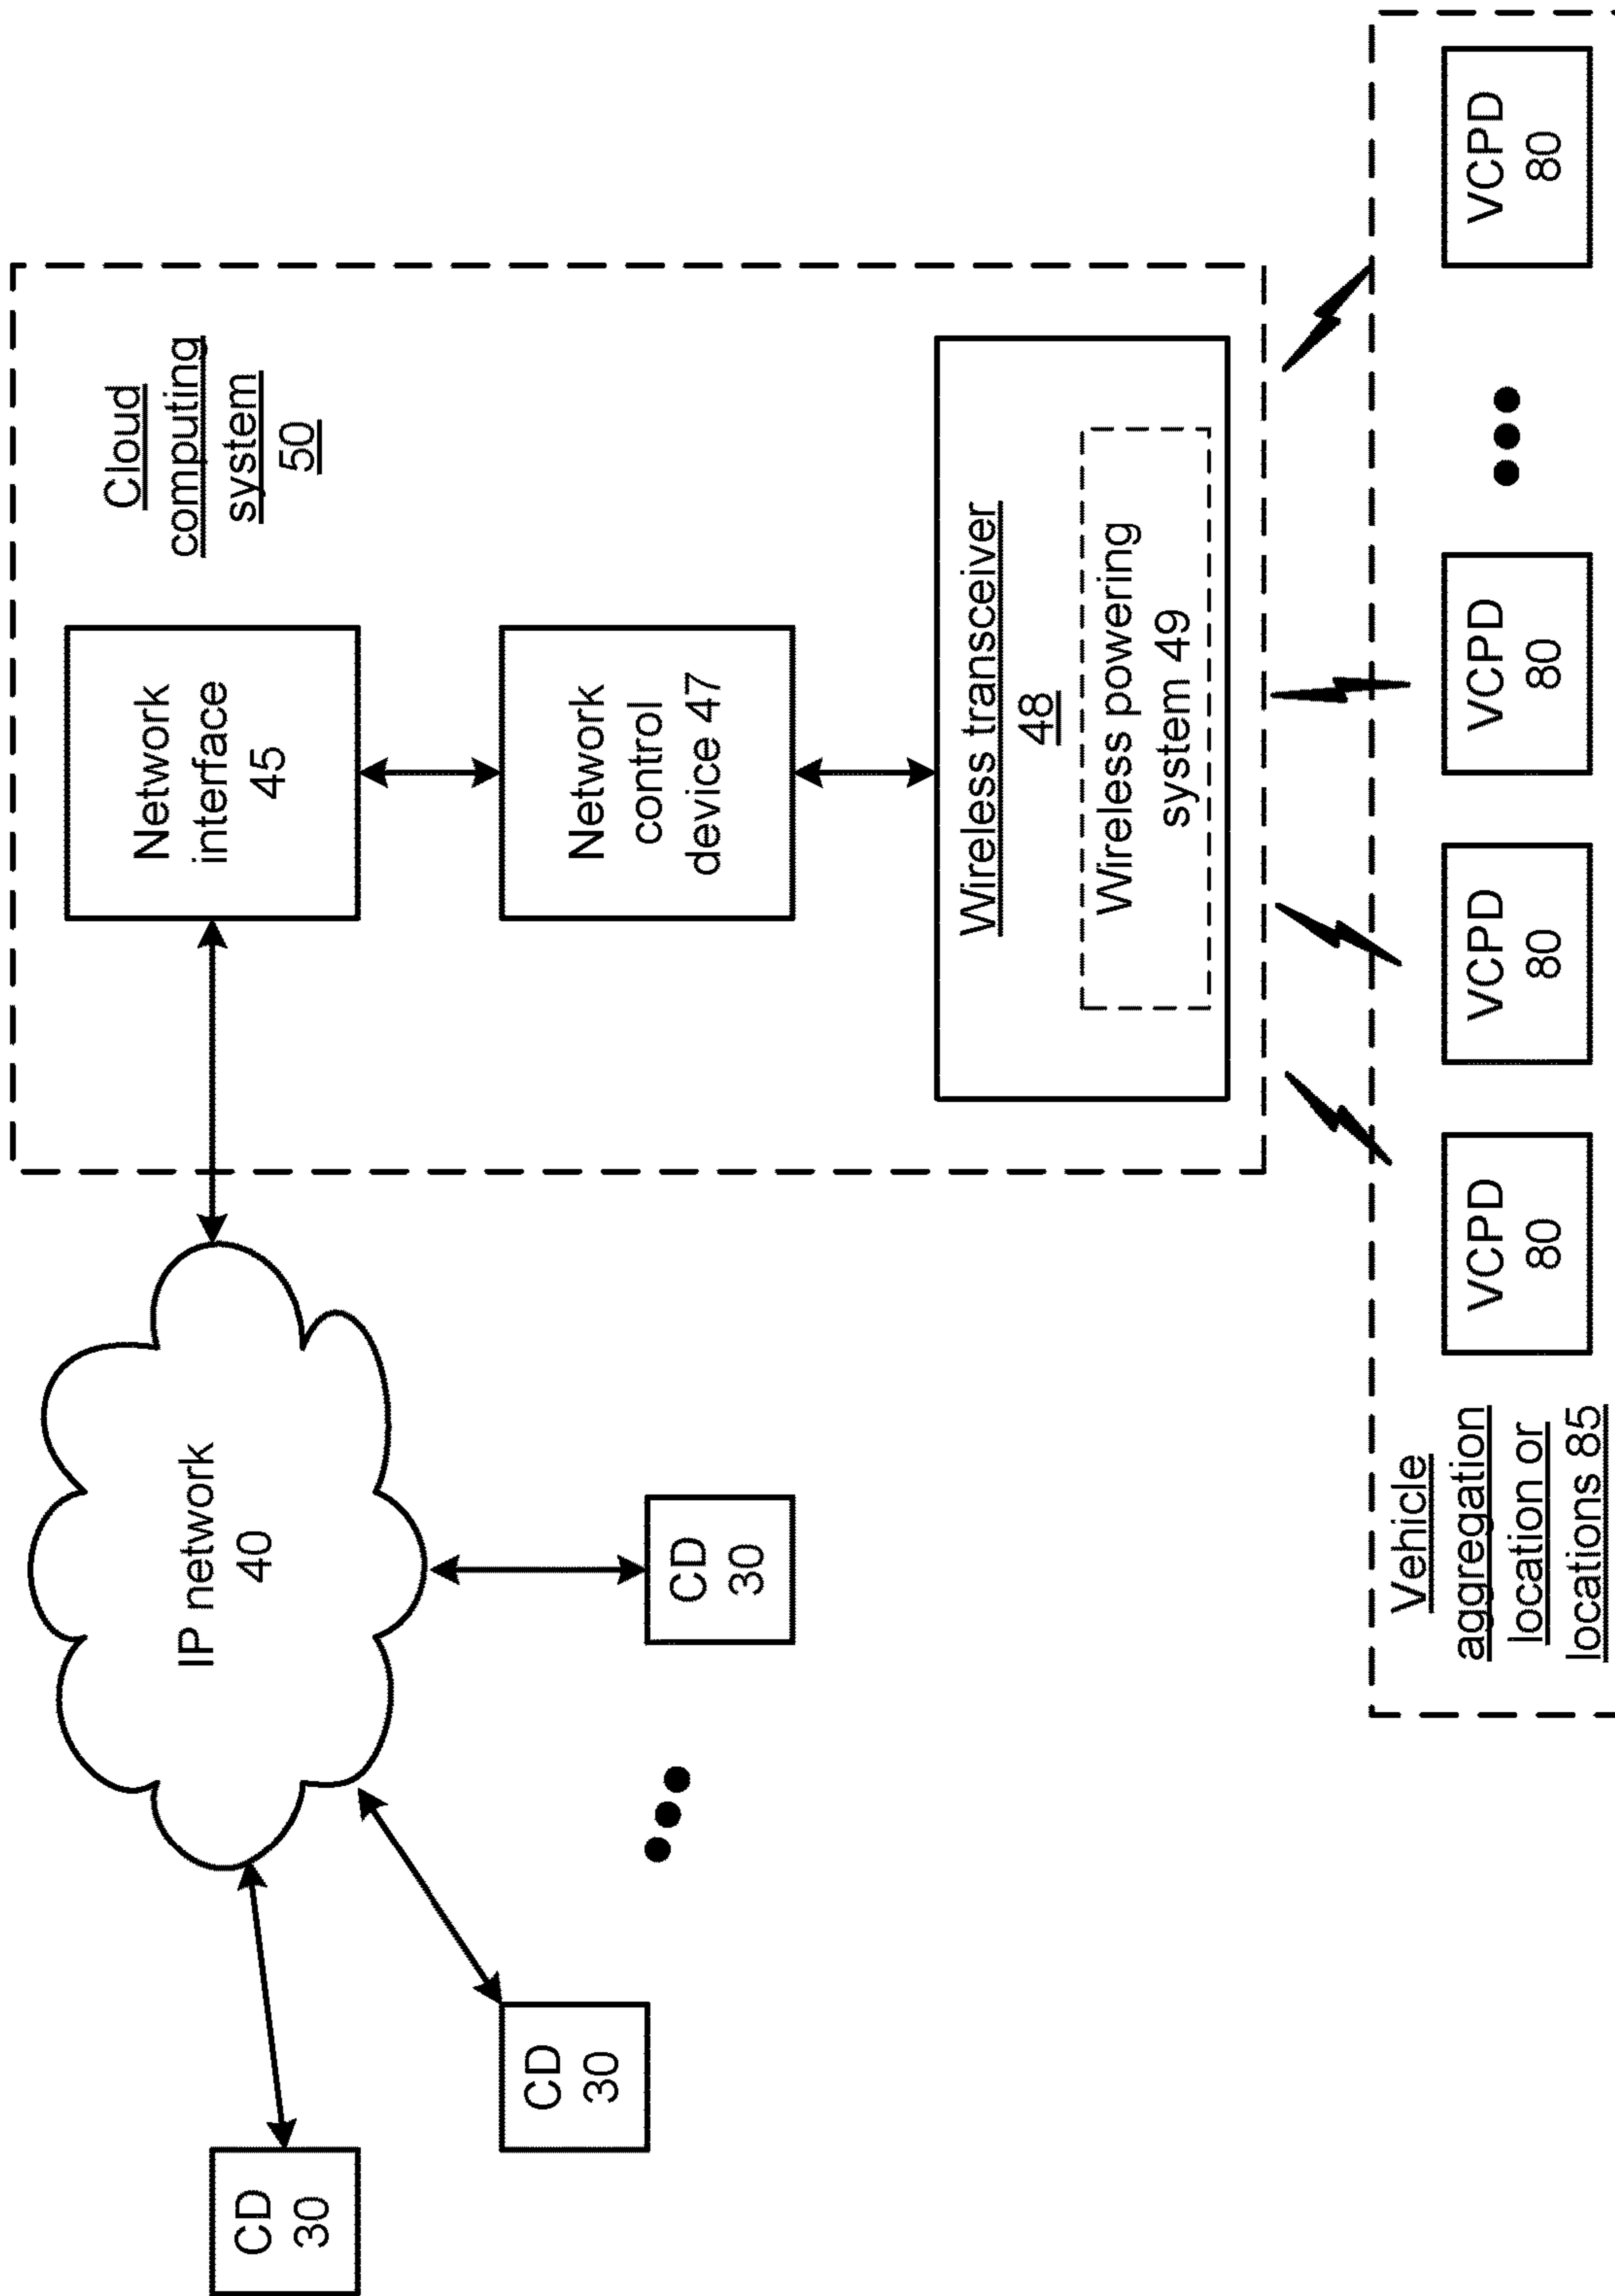 CD
30
CD
30
CD
30
IP network
40
Network
interface
45
Network
control
device 47
Cloud
computing
system
50
Wireless transceiver
48
Wireless powering
system 49
Vehicle
aggregation
location or
locations 85
VCPD
80
VCPD
80
VCPD
80
VCPD
80